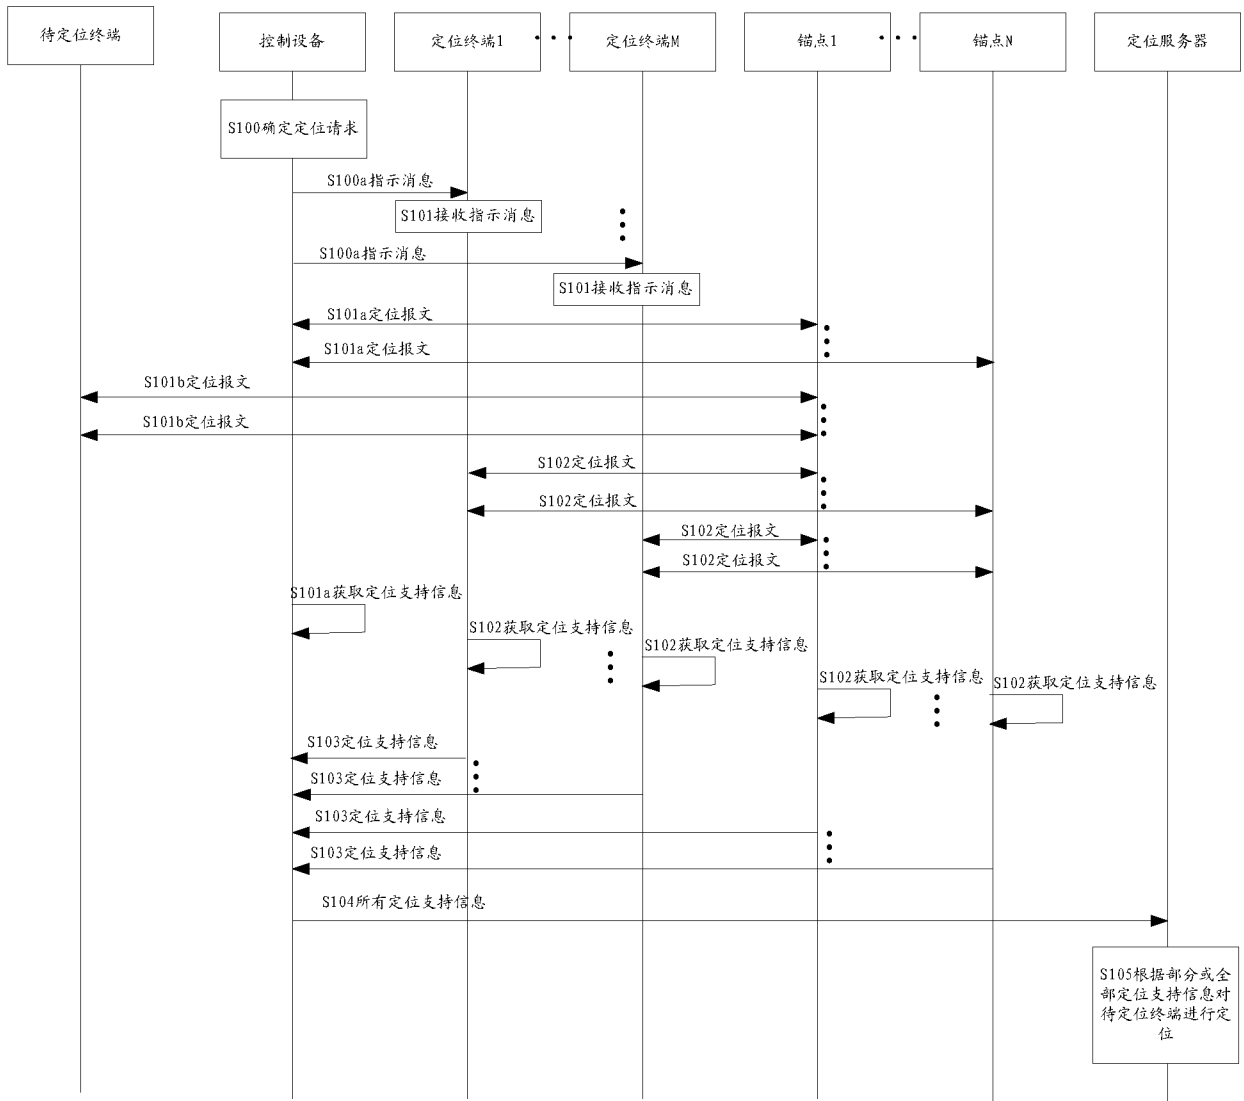 待定位终端
控制设备
定位终端1
定位终端M
锚点1
锚点N
定位服务器
S100确定定位请求
S100a指示消息
S101接收指示消息
S100a指示消息
S101接收指示消息
S101a定位报文
S101a定位报文
S101b定位报文
S101b定位报文
S102定位报文
S102定位报文
S102定位报文
S102定位报文
S101a获取定位支持信息
S102获取定位支持信息
S102获取定位支持信息
S102获取定位支持信息
S102获取定位支持信息
S103定位支持信息
S103定位支持信息
S103定位支持信息
S103定位支持信息
S104所有定位支持信息
S105根据部分或全
部定位支持信息对
待定位终端进行定
位